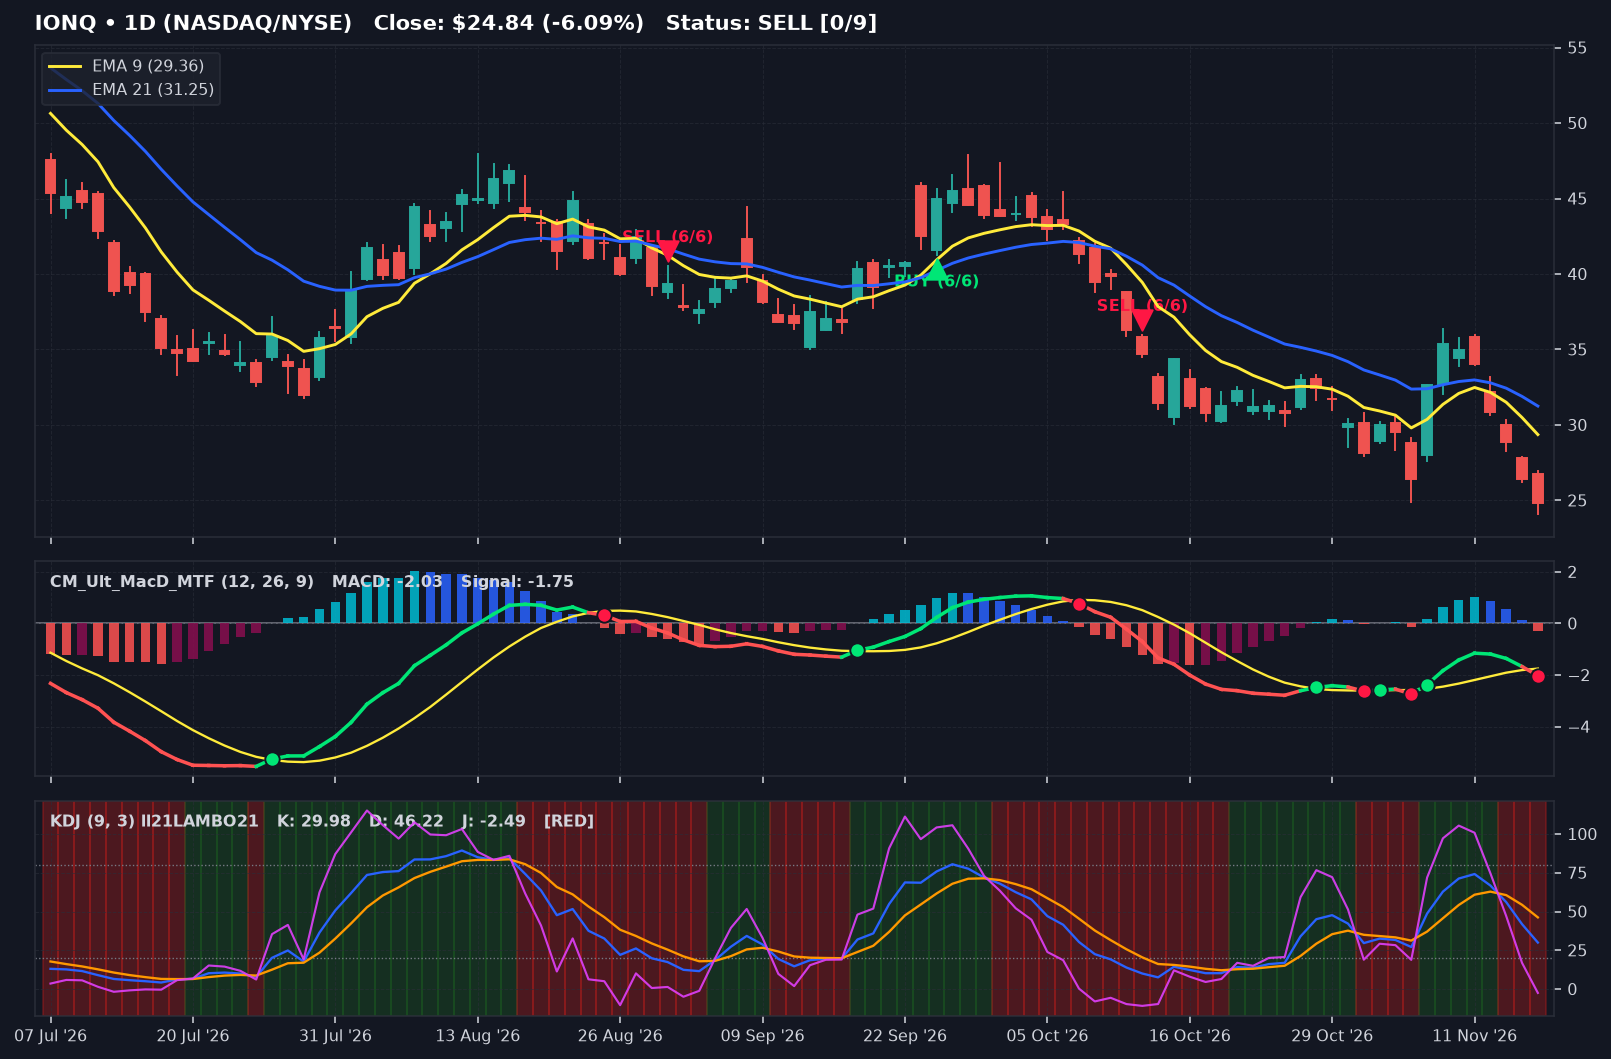 IONQ • 1D (NASDAQ/NYSE)   Close: $24.84 (-6.09%)   Status: SELL [0/9]
EMA 9 (29.36)
EMA 21 (31.25)
SELL (6/6)
BUY (6/6)
SELL (6/6)
55
50
45
40
35
30
25
CM_Ult_MacD_MTF (12, 26, 9)   MACD: -2.03   Signal: -1.75
2
0
−2
−4
KDJ (9, 3) II21LAMBO21   K: 29.98   D: 46.22   J: -2.49   [RED]
100
75
50
25
0
07 Jul '26
20 Jul '26
31 Jul '26
13 Aug '26
26 Aug '26
09 Sep '26
22 Sep '26
05 Oct '26
16 Oct '26
29 Oct '26
11 Nov '26